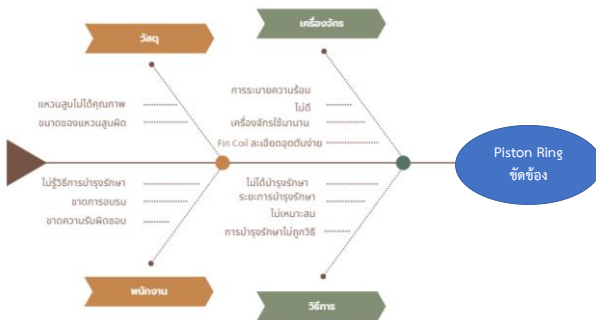 วัสดุ
เครื่องจักร
แหวนสูบไม่ได้คุณภาพ
ขนาดของแหวนสูบผิด
การระบายความร้อน
ไม่ดี
เครื่องจักรใช้มานาน
Fin Coil ละเอียดอุดตันง่าย
Piston Ring
ขัดข้อง
ไม่รู้วิธีการบำรุงรักษา
ขาดการอบรม
ขาดความรับผิดชอบ
ไม่ได้บำรุงรักษา
ระยะการบำรุงรักษา
ไม่เหมาะสม
การบำรุงรักษาไม่ถูกวิธี
พนักงาน
วิธีการ